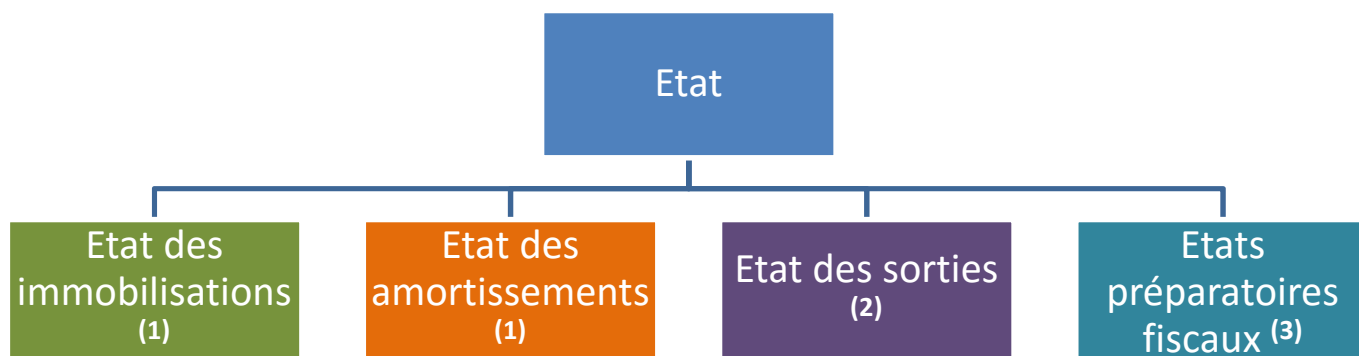 Etat
Etat des
immobilisations
(1)
Etat des
amortissements
(1)
Etat des sorties
(2)
Etats
préparatoires
fiscaux (3)